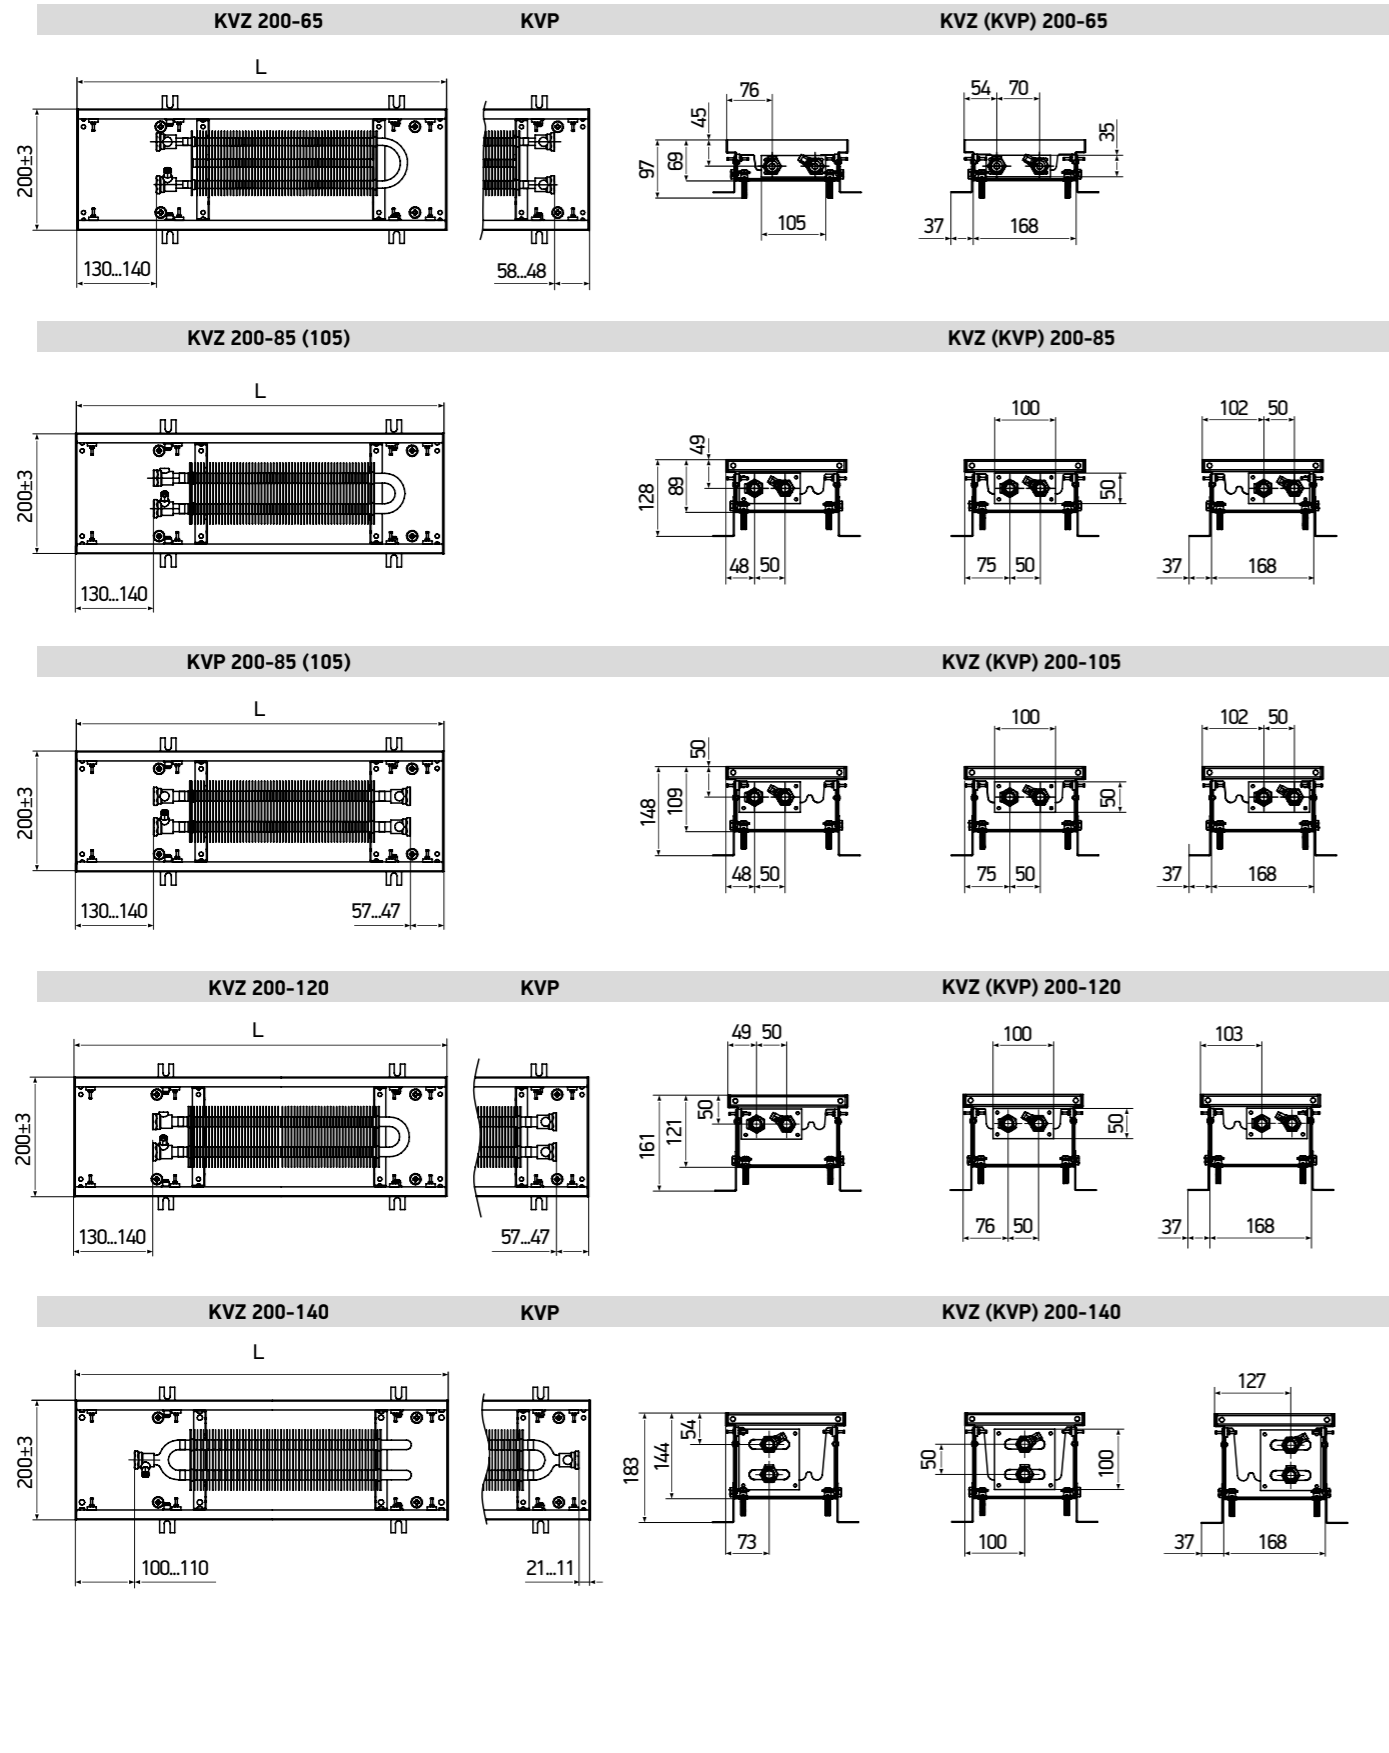 KVZ 200-65 KVP KVZ (KVP) 200-65
L
76 54 70
45 35
200±3 97 69
105 37 168
130...140 58...48
KVZ 200-85 (105) KVZ (KVP) 200-85
L
100 102 50
49
200±3 128 89 50
48 50 75 50 37 168
130...140
KVP 200-85 (105) KVZ (KVP) 200-105
L
100 102 50
50
200±3 148 109 50
48 50 75 50 37 168
130...140 57...47
KVZ 200-120 KVP KVZ (KVP) 200-120
L
49 50 100 103
200±3 161 121 50 50
76 50 37 168
130...140 57...47
KVZ 200-140 KVP KVZ (KVP) 200-140
L
127
200±3 183 144 54 50 100
73 100 37 168
100...110 21...11